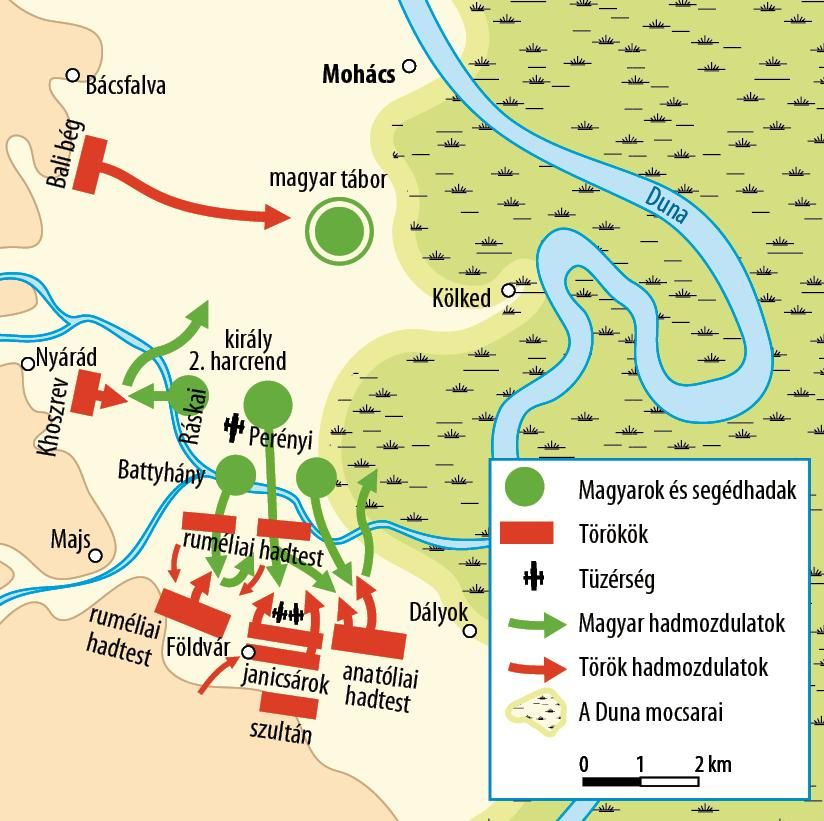 Mohács
Bácsfalva
Bali bég
magyar tábor
Duna
Kölked
király
2. harcrend
Nyárád
Khoszrev
Ráskai
Perényi
Battyhány
Majs
ruméliai hadtest
Dályok
ruméliai
hadtest
Földvár
janicsárok
anatóliai
hadtest
szultán
Magyarok és segédhadak
Törökök
Tüzérség
Magyar hadmozdulatok
Török hadmozdulatok
A Duna mocsarai
0 1 2 km